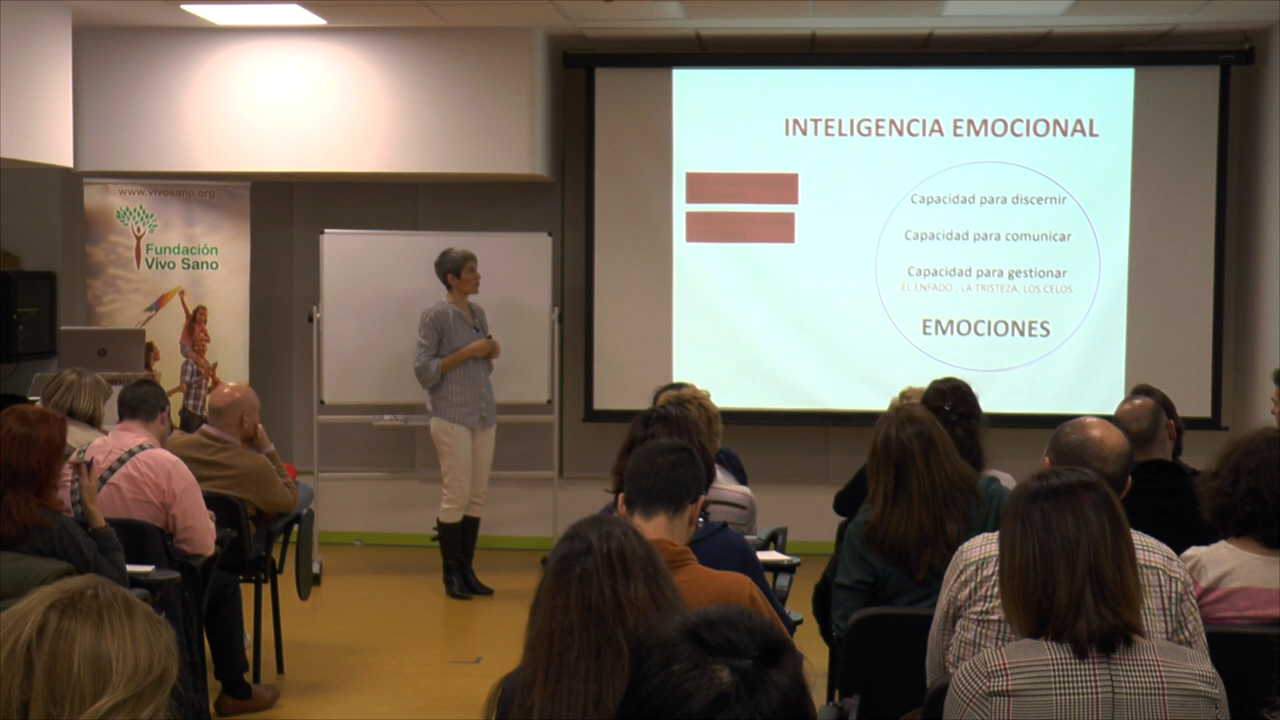 www.vivosano.org
Fundación
Vivo Sano
INTELIGENCIA EMOCIONAL
Capacidad para discernir
Capacidad para comunicar
Capacidad para gestionar
EL ENFADO , LA TRISTEZA, LOS CELOS
EMOCIONES